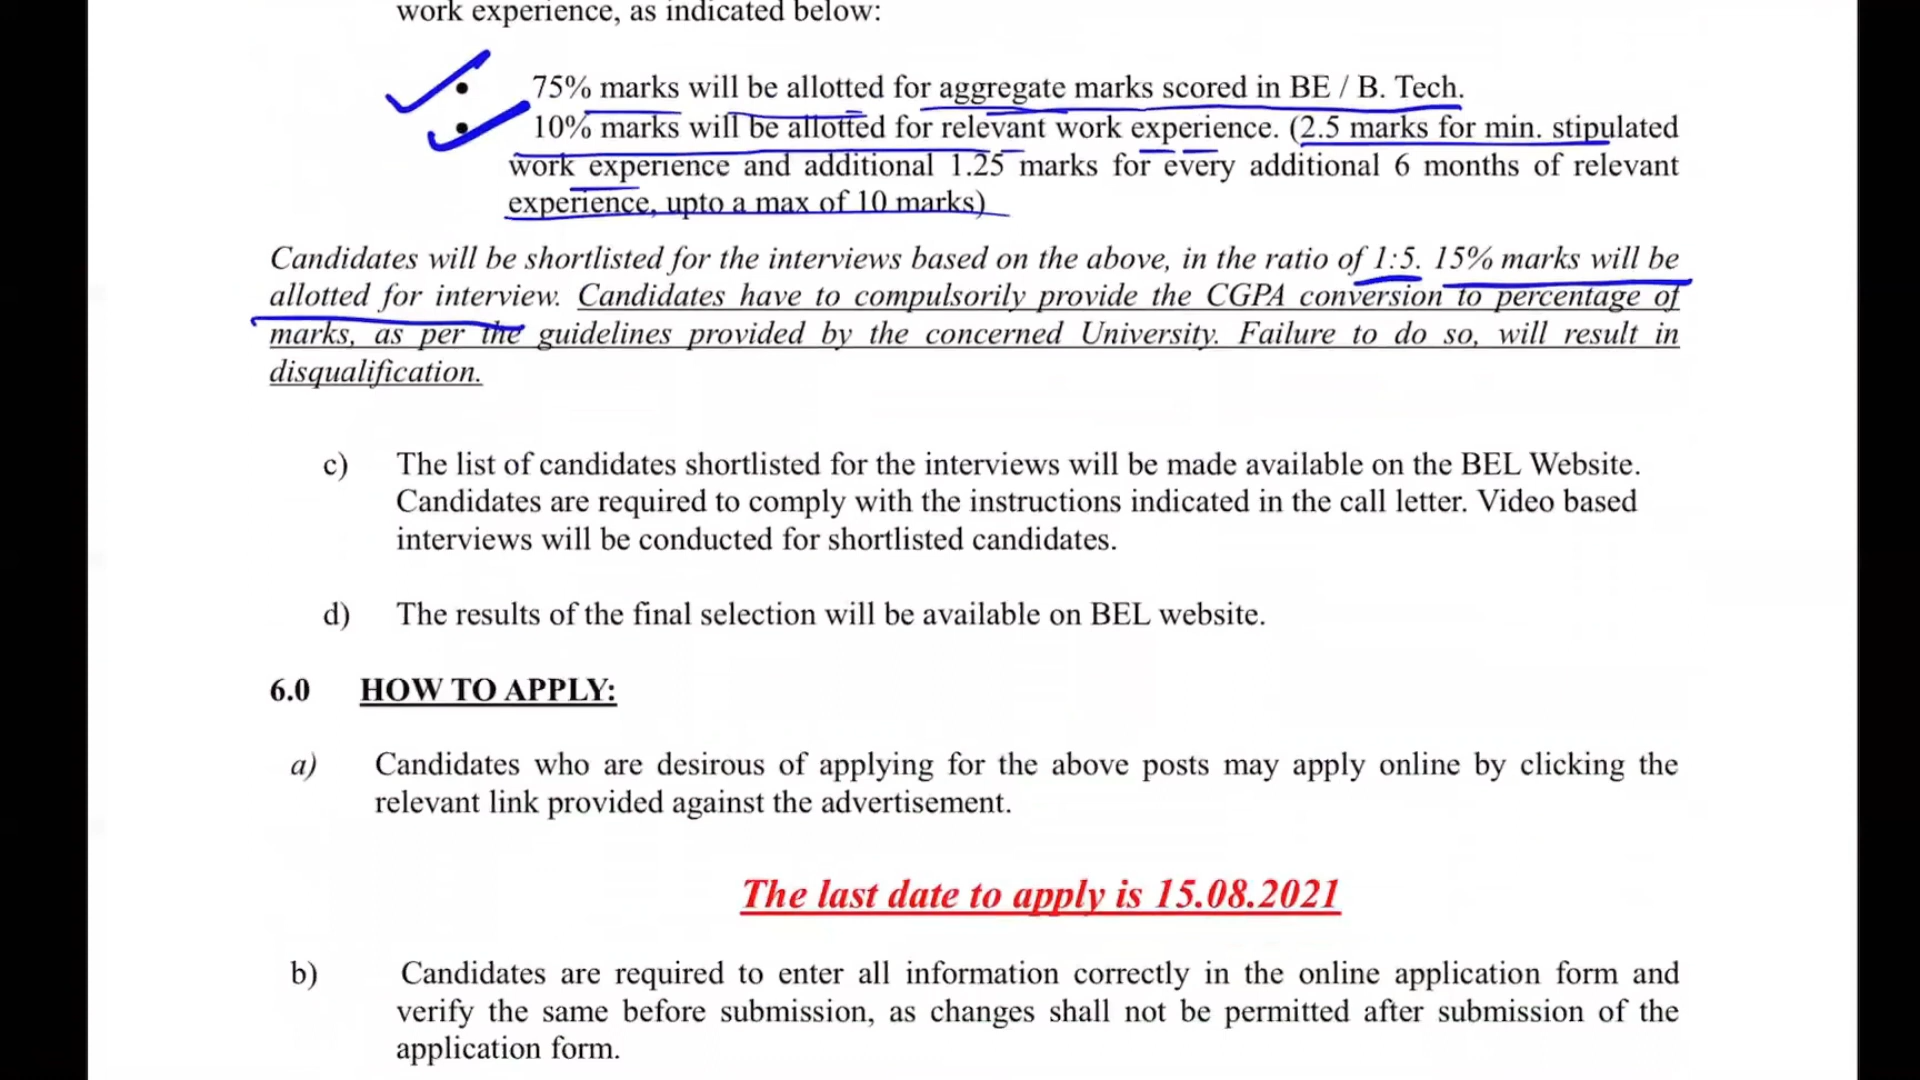 work experience, as indicated below:
• 75% marks will be allotted for aggregate marks scored in BE / B. Tech.
• 10% marks will be allotted for relevant work experience. (2.5 marks for min. stipulated
work experience and additional 1.25 marks for every additional 6 months of relevant
experience, upto a max of 10 marks)
Candidates will be shortlisted for the interviews based on the above, in the ratio of 1:5. 15% marks will be
allotted for interview. Candidates have to compulsorily provide the CGPA conversion to percentage of
marks, as per the guidelines provided by the concerned University. Failure to do so, will result in
disqualification.
c) The list of candidates shortlisted for the interviews will be made available on the BEL Website.
Candidates are required to comply with the instructions indicated in the call letter. Video based
interviews will be conducted for shortlisted candidates.
d) The results of the final selection will be available on BEL website.
6.0 HOW TO APPLY:
a) Candidates who are desirous of applying for the above posts may apply online by clicking the
relevant link provided against the advertisement.
The last date to apply is 15.08.2021
b) Candidates are required to enter all information correctly in the online application form and
verify the same before submission, as changes shall not be permitted after submission of the
application form.